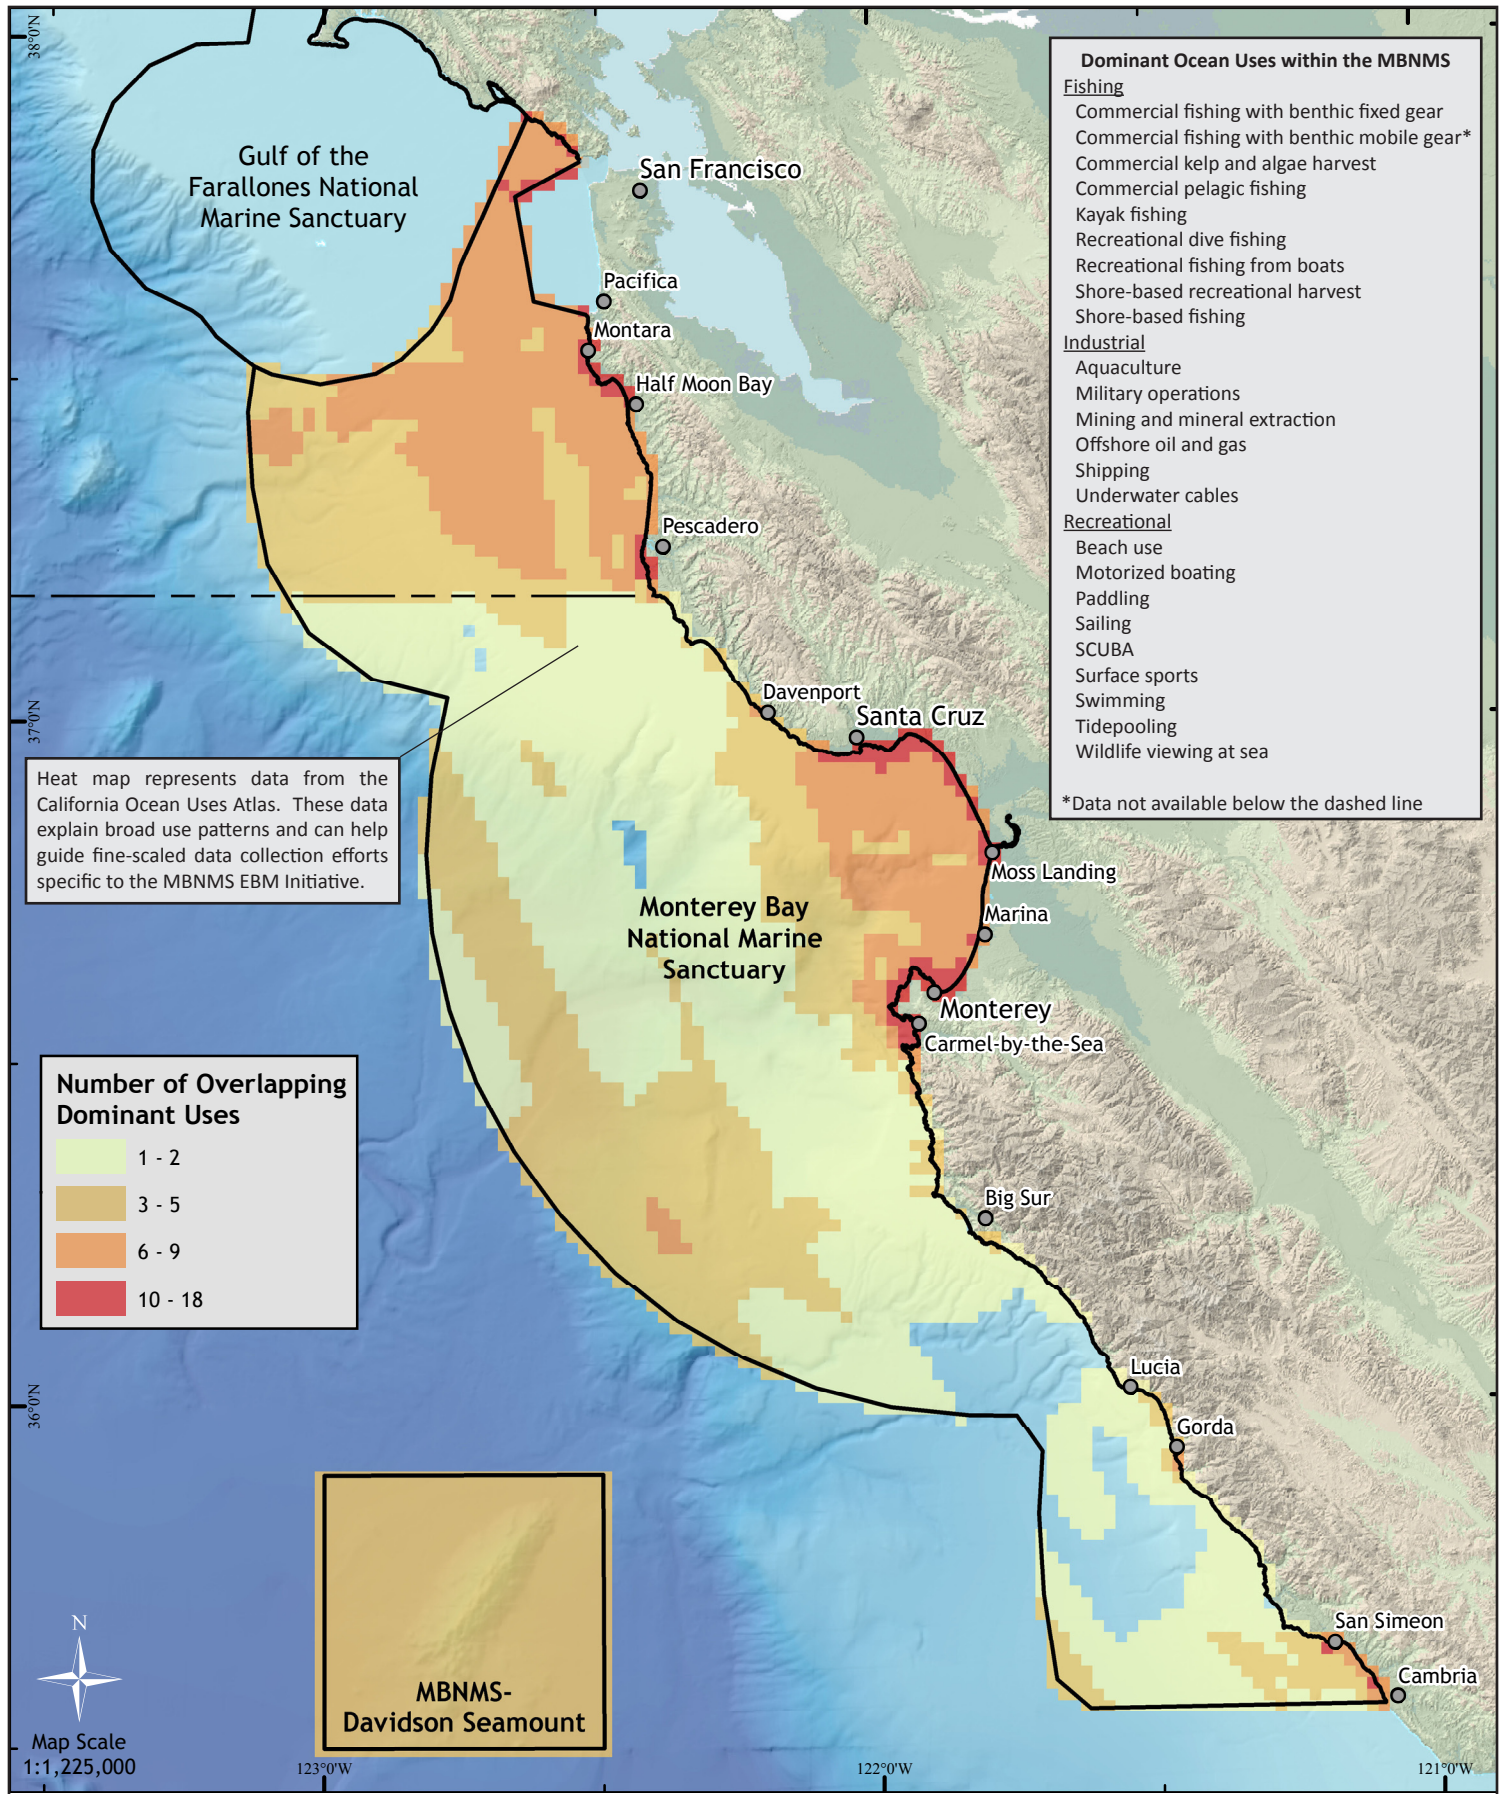 38°0'N
Gulf of the
Farallones National
Marine Sanctuary
San Francisco
Pacifica
Montara
Half Moon Bay
Pescadero
Dominant Ocean Uses within the MBNMS
Fishing
Commercial fishing with benthic fixed gear
Commercial fishing with benthic mobile gear*
Commercial kelp and algae harvest
Commercial pelagic fishing
Kayak fishing
Recreational dive fishing
Recreational fishing from boats
Shore-based recreational harvest
Shore-based fishing
Industrial
Aquaculture
Military operations
Mining and mineral extraction
Offshore oil and gas
Shipping
Underwater cables
Recreational
Beach use
Motorized boating
Paddling
Sailing
SCUBA
Surface sports
Swimming
Tidepooling
Wildlife viewing at sea
*Data not available below the dashed line
37°0'N
Davenport
Santa Cruz
Heat map represents data from the
California Ocean Uses Atlas. These data
explain broad use patterns and can help
guide fine-scaled data collection efforts
specific to the MBNMS EBM Initiative.
Moss Landing
Monterey Bay
National Marine
Sanctuary
Marina
Monterey
Carmel-by-the-Sea
Number of Overlapping
Dominant Uses
1 - 2
3 - 5
6 - 9
10 - 18
Big Sur
Lucia
36°0'N
Gorda
San Simeon
Cambria
MBNMS-
Davidson Seamount
N
Map Scale
1:1,225,000
123°0'W
122°0'W
121°0'W